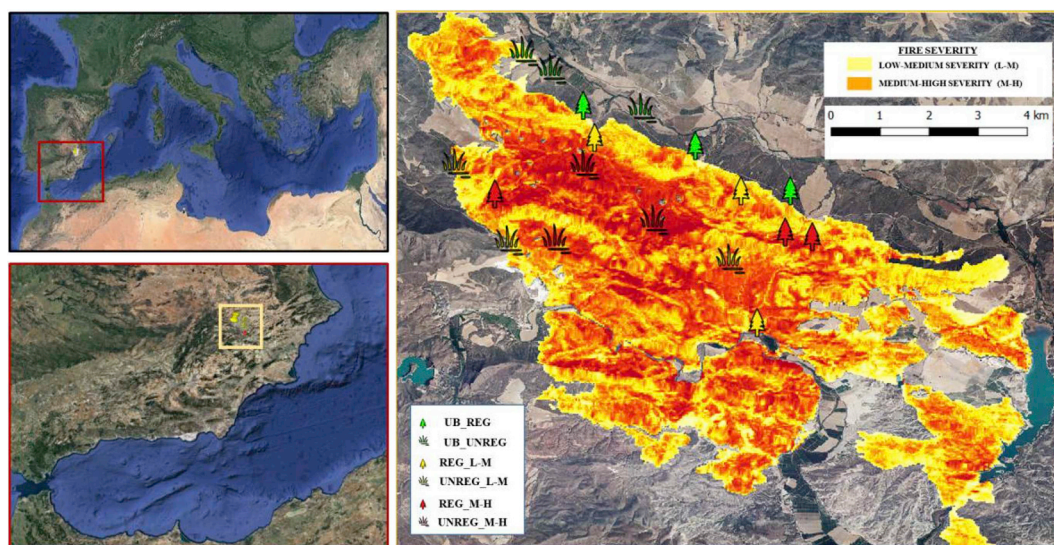 FIRE SEVERITY
LOW-MEDIUM SEVERITY (L-M)
MEDIUM-HIGH SEVERITY (M-H)
0 1 2 3 4 km
UB_REG
UB_UNREG
REG_L-M
UNREG_L-M
REG_M-H
UNREG_M-H